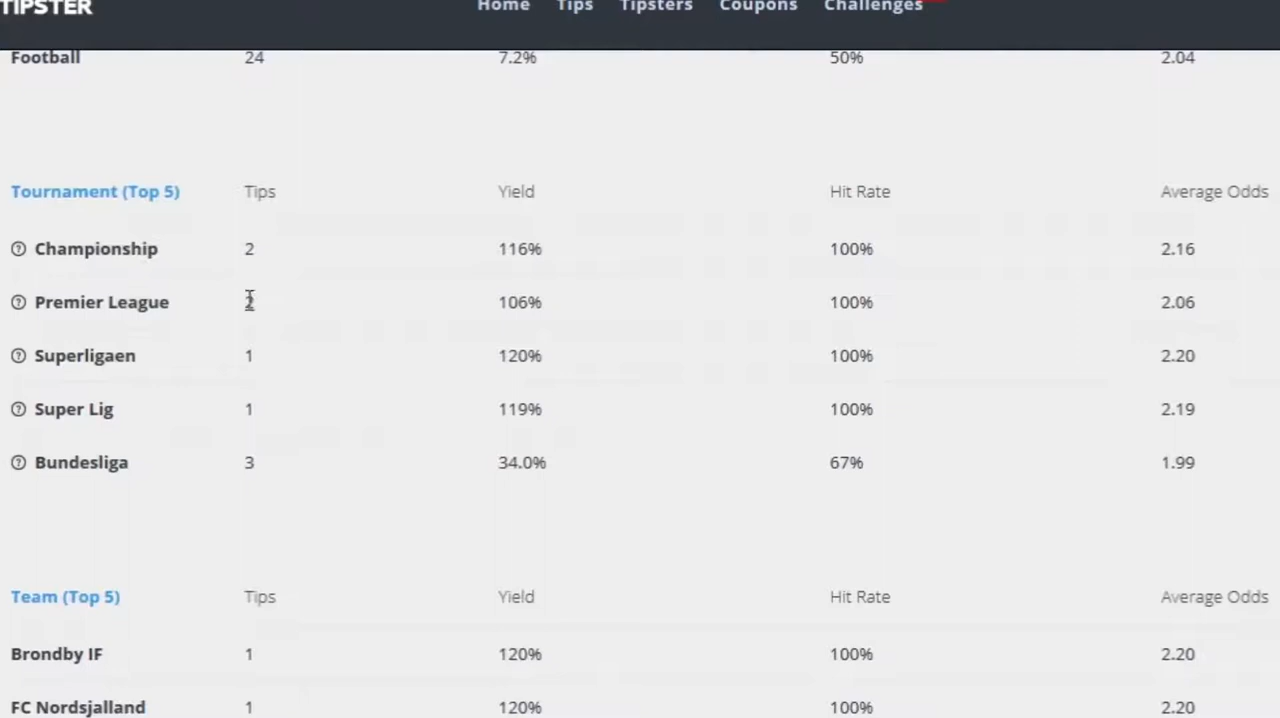 TIPSTER Home Tips Tipsters Coupons Challenges
Football 24 7.2% 50% 2.04
Tournament (Top 5) Tips Yield Hit Rate Average Odds
Championship 2 116% 100% 2.16
Premier League 2 106% 100% 2.06
Superligaen 1 120% 100% 2.20
Super Lig 1 119% 100% 2.19
Bundesliga 3 34.0% 67% 1.99
Team (Top 5) Tips Yield Hit Rate Average Odds
Brondby IF 1 120% 100% 2.20
FC Nordsjalland 1 120% 100% 2.20